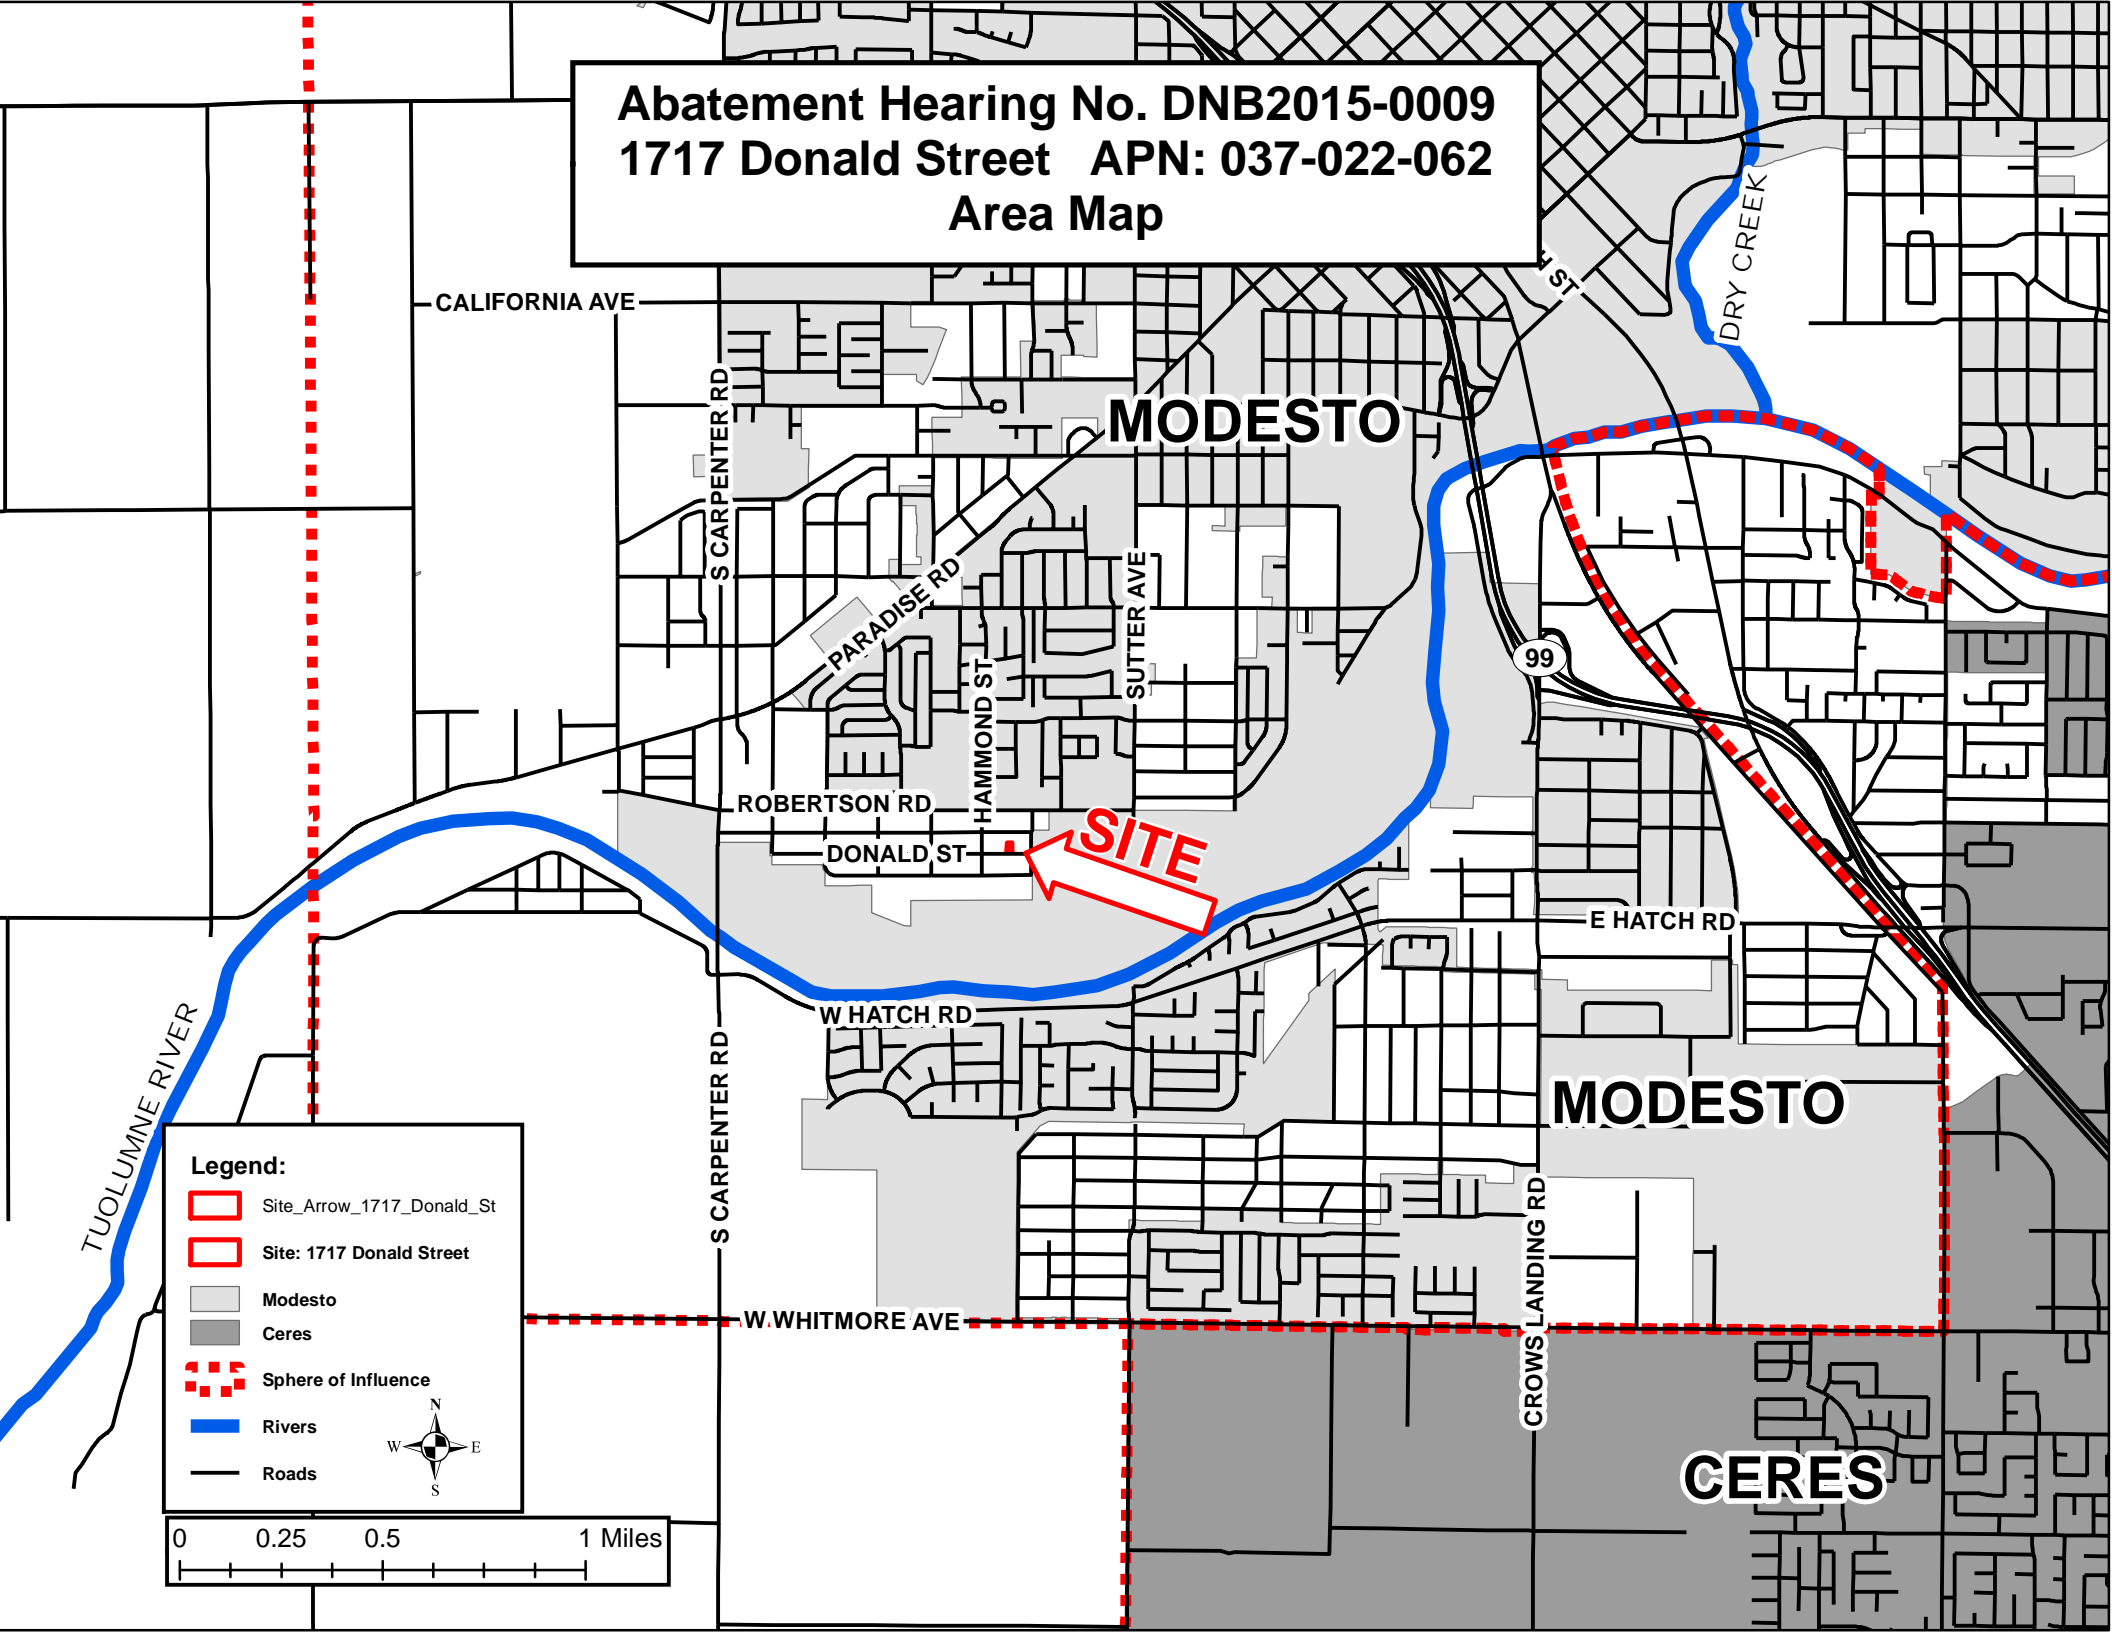 Abatement Hearing No. DNB2015-0009
1717 Donald Street APN: 037-022-062
Area Map
H ST
DRY CREEK
CALIFORNIA AVE
S CARPENTER RD
MODESTO
PARADISE RD
SUTTER AVE
HAMMOND ST
99
ROBERTSON RD
SITE
DONALD ST
E HATCH RD
W HATCH RD
TUOLUMNE RIVER
S CARPENTER RD
MODESTO
CROWS LANDING RD
W WHITMORE AVE
CERES
Legend:
Site_Arrow_1717_Donald_St
Site: 1717 Donald Street
Modesto
Ceres
Sphere of Influence
Rivers
Roads
N
W E
S
0 0.25 0.5 1 Miles